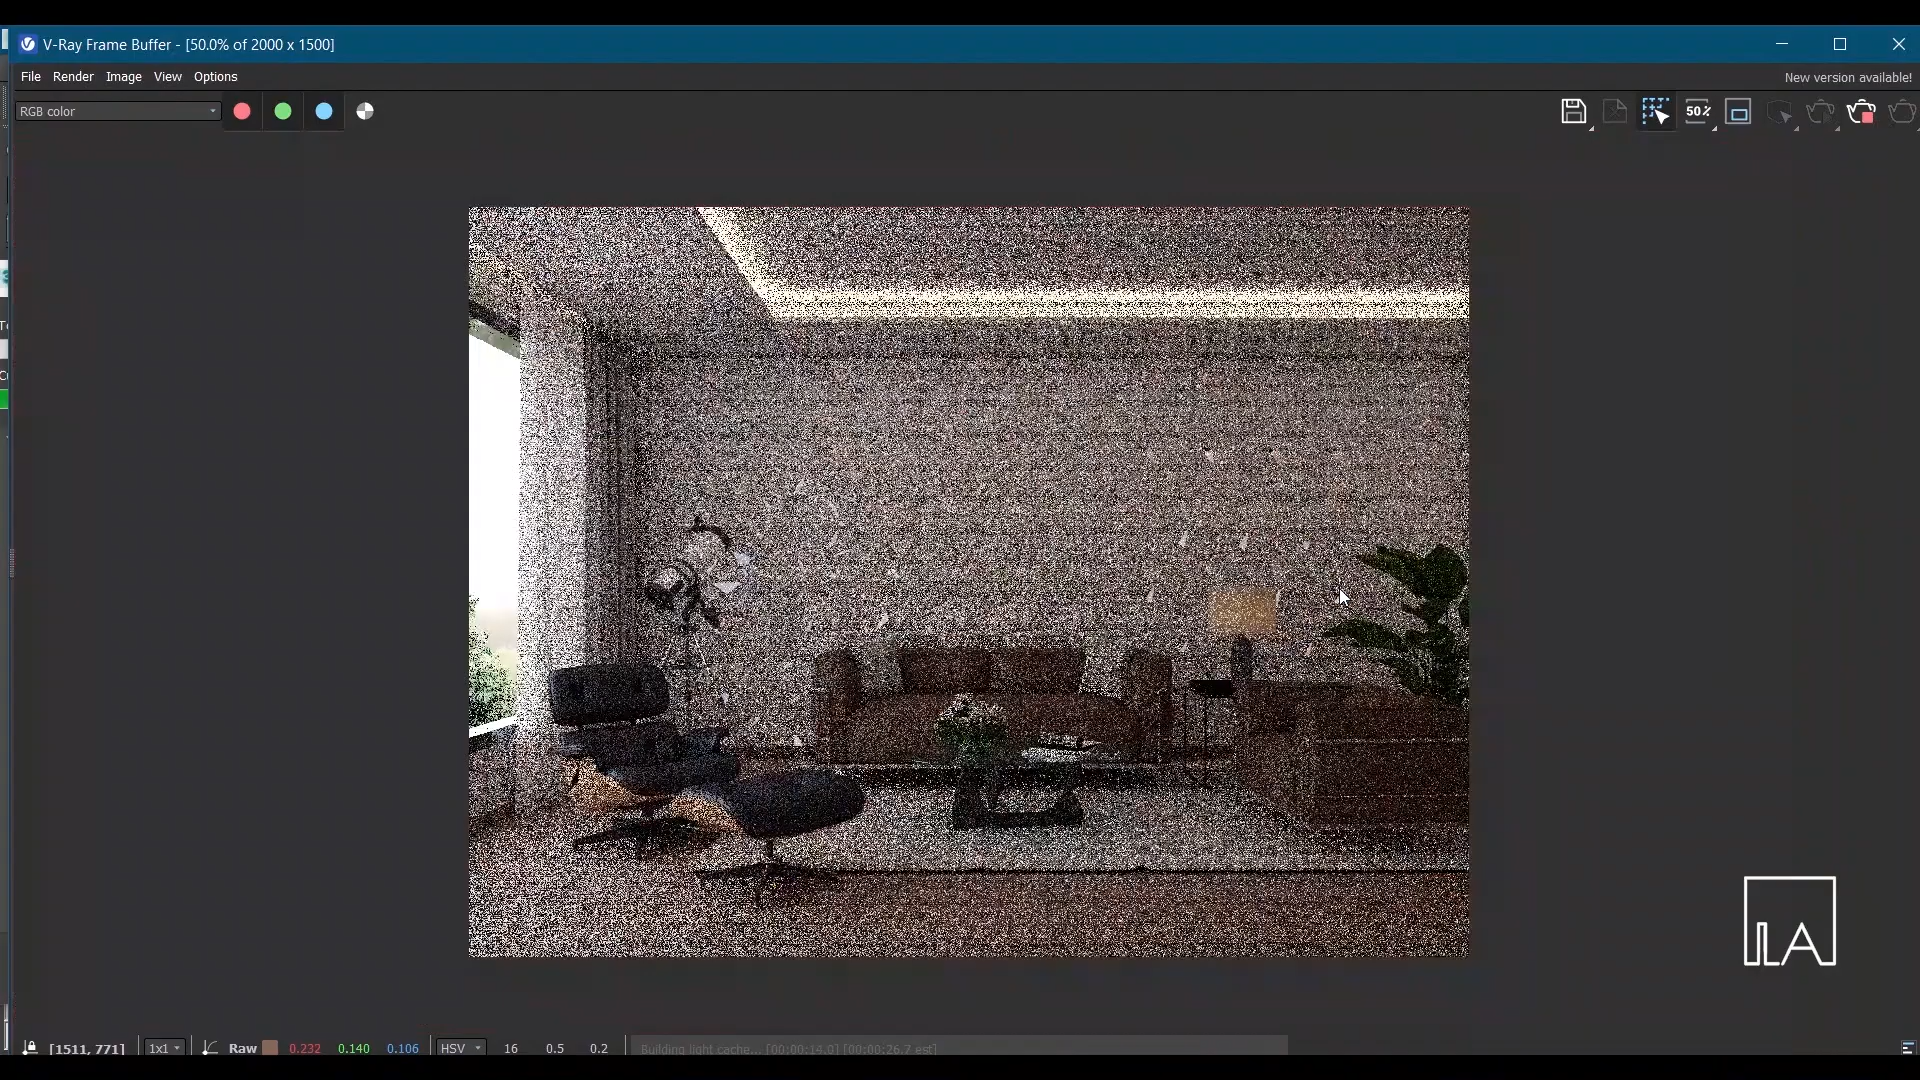 V-Ray Frame Buffer - [50.0% of 2000 x 1500]
File Render Image View Options
New version available!
RGB color
50%
[1511, 771] 1x1 Raw 0.232 0.140 0.106 HSV 16 0.5 0.2 Building light cache... [00:00:14.0] [00:00:26.7 est]
ILA